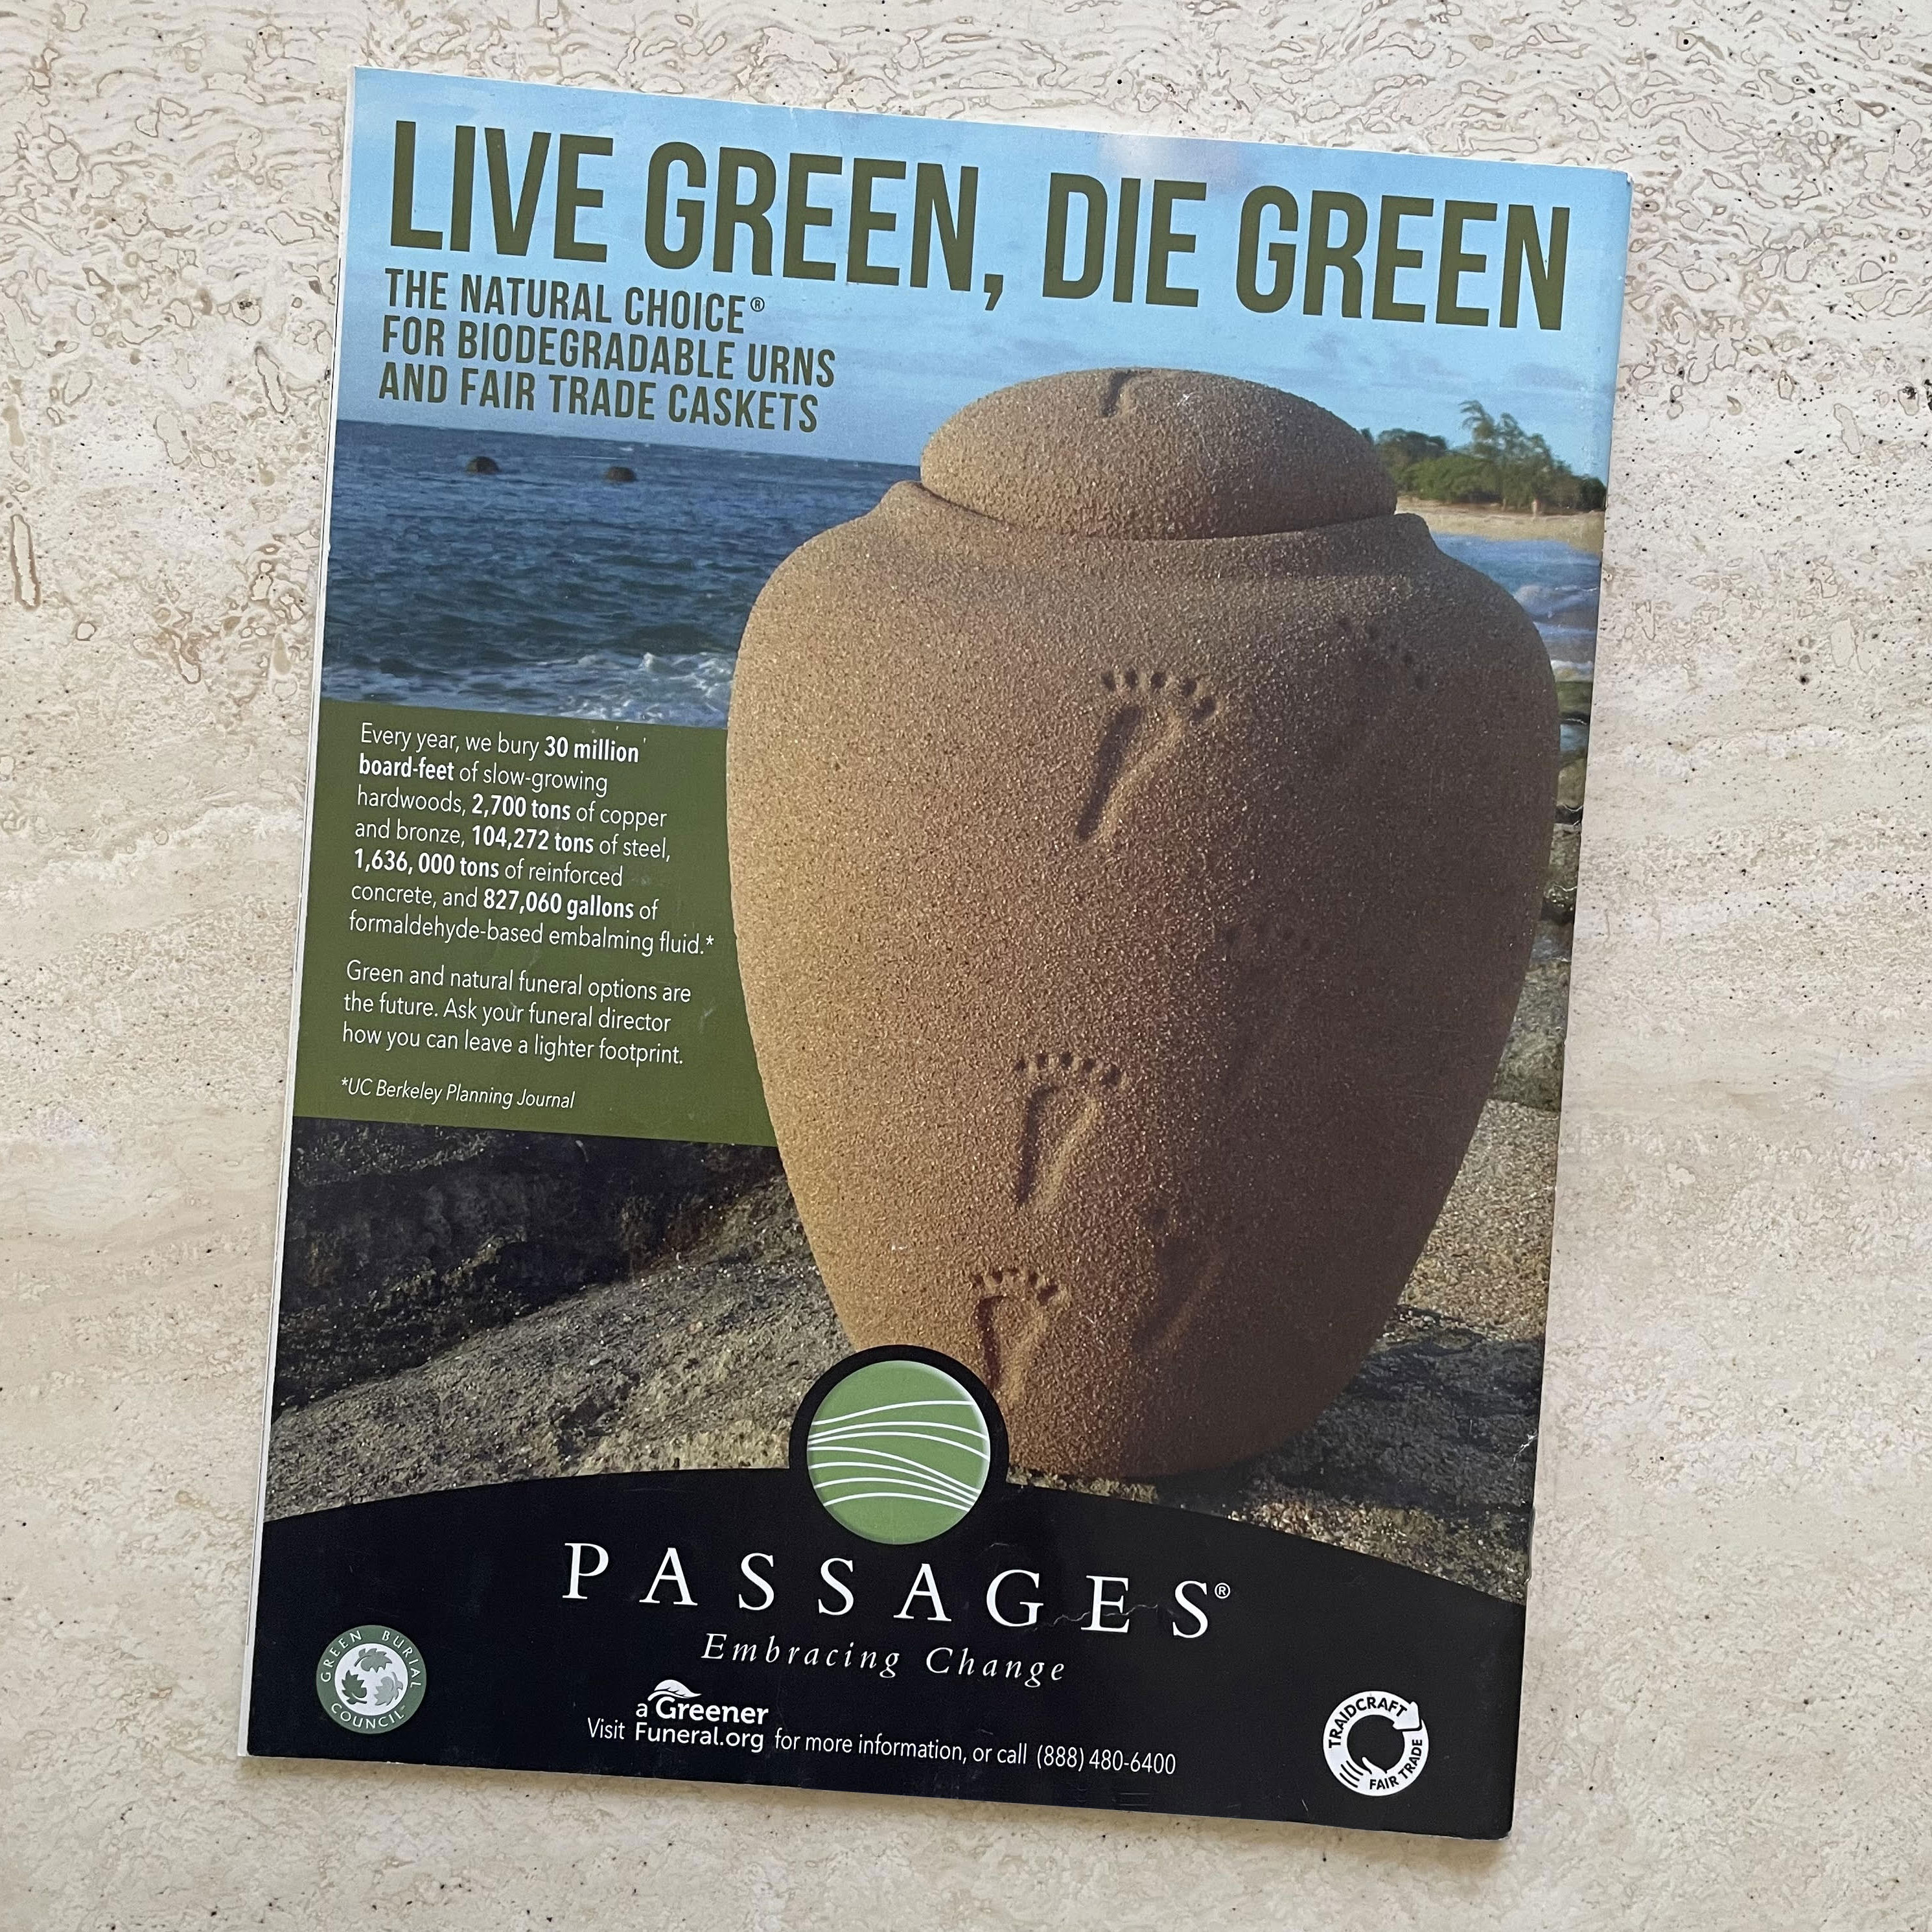 LIVE GREEN, DIE GREEN
THE NATURAL CHOICE®
FOR BIODEGRADABLE URNS
AND FAIR TRADE CASKETS
Every year, we bury 30 million
board-feet of slow-growing
hardwoods, 2,700 tons of copper
and bronze, 104,272 tons of steel,
1,636, 000 tons of reinforced
concrete, and 827,060 gallons of
formaldehyde-based embalming fluid.*
Green and natural funeral options are
the future. Ask your funeral director
how you can leave a lighter footprint.
*UC Berkeley Planning Journal
PASSAGES®
Embracing Change
GREEN BURIAL
COUNCIL™
a Greener
Visit Funeral.org for more information, or call (888) 480-6400
TRAIDCRAFT
FAIR TRADE